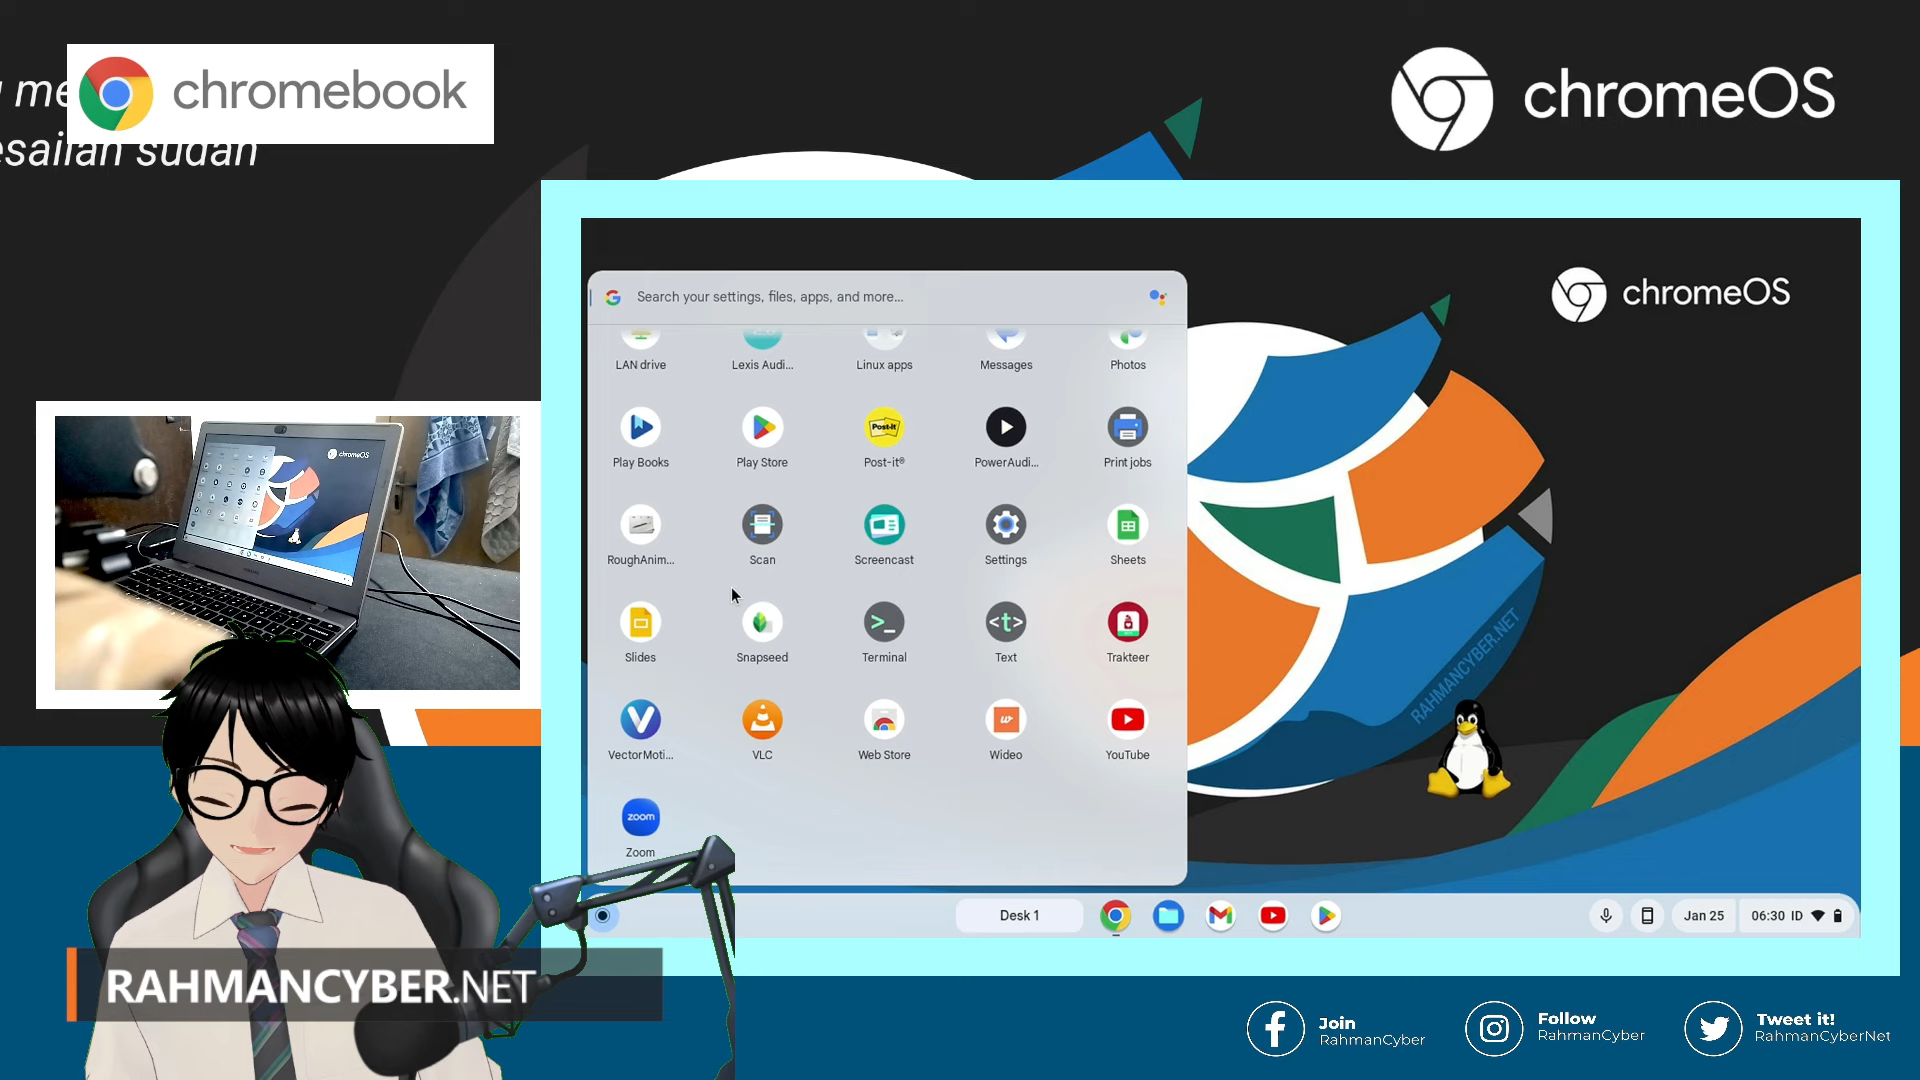 me
chromebook
chromeOS
sudah
Search your settings, files, apps, and more...
chromeOS
LAN drive
Lexis Audi...
Linux apps
Messages
Photos
Play Books
Play Store
Post-it®
PowerAudi...
Print jobs
RoughAnim...
Scan
Screencast
Settings
Sheets
Slides
Snapseed
Terminal
Text
Trakteer
VectorMoti...
VLC
Web Store
Wideo
YouTube
zoom
Zoom
RAHMANCYBER.NET
Desk 1
Jan 25
06:30 ID
RAHMANCYBER.NET
Join
RahmanCyber
Follow
RahmanCyber
Tweet it!
RahmanCyberNet